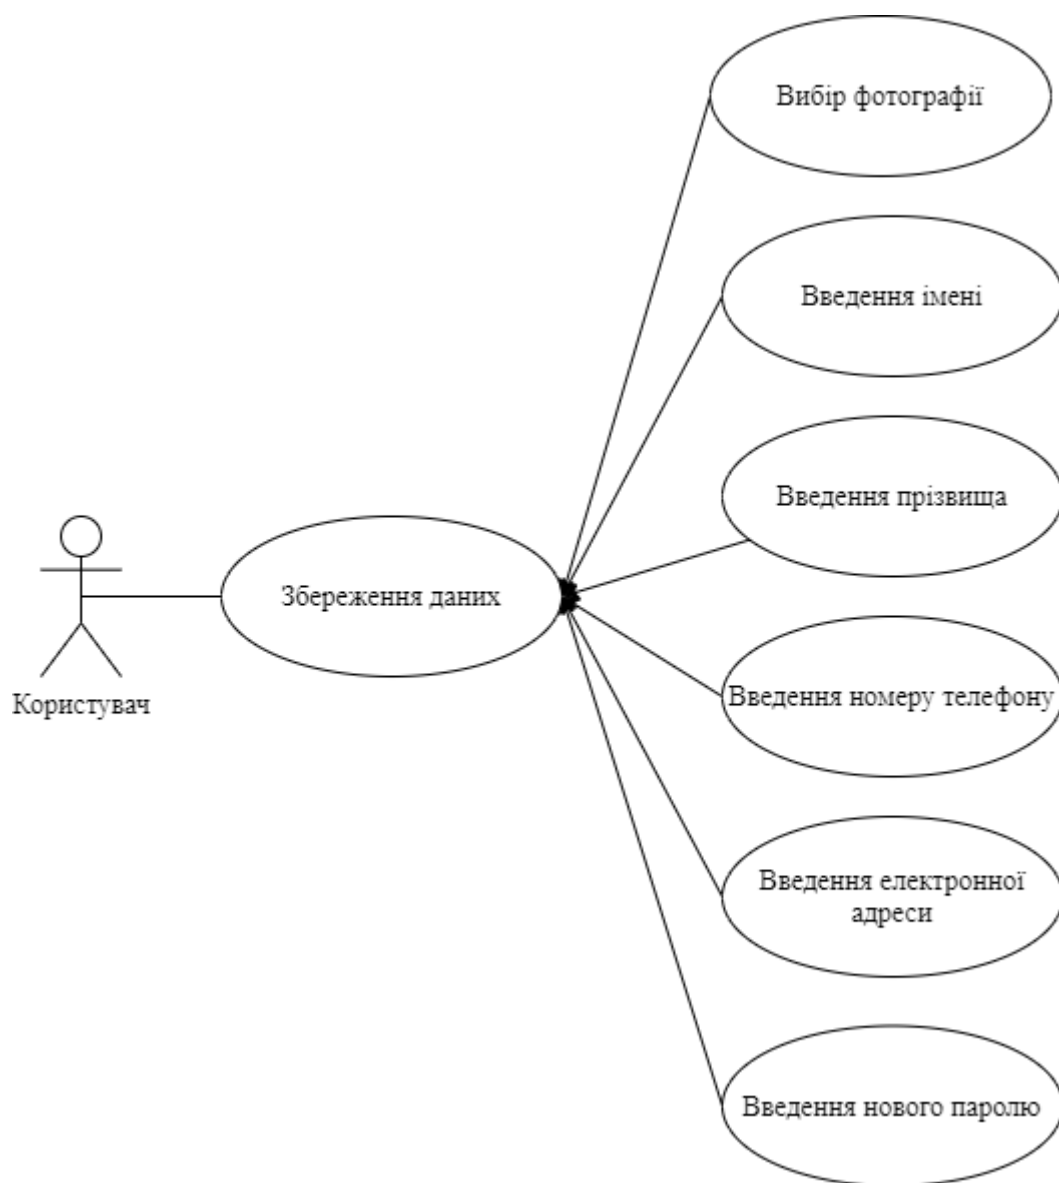 Вибір фотографії
Введення імені
Введення прізвища
Збереження даних
Користувач
Введення номеру телефону
Введення електронної
адреси
Введення нового паролю